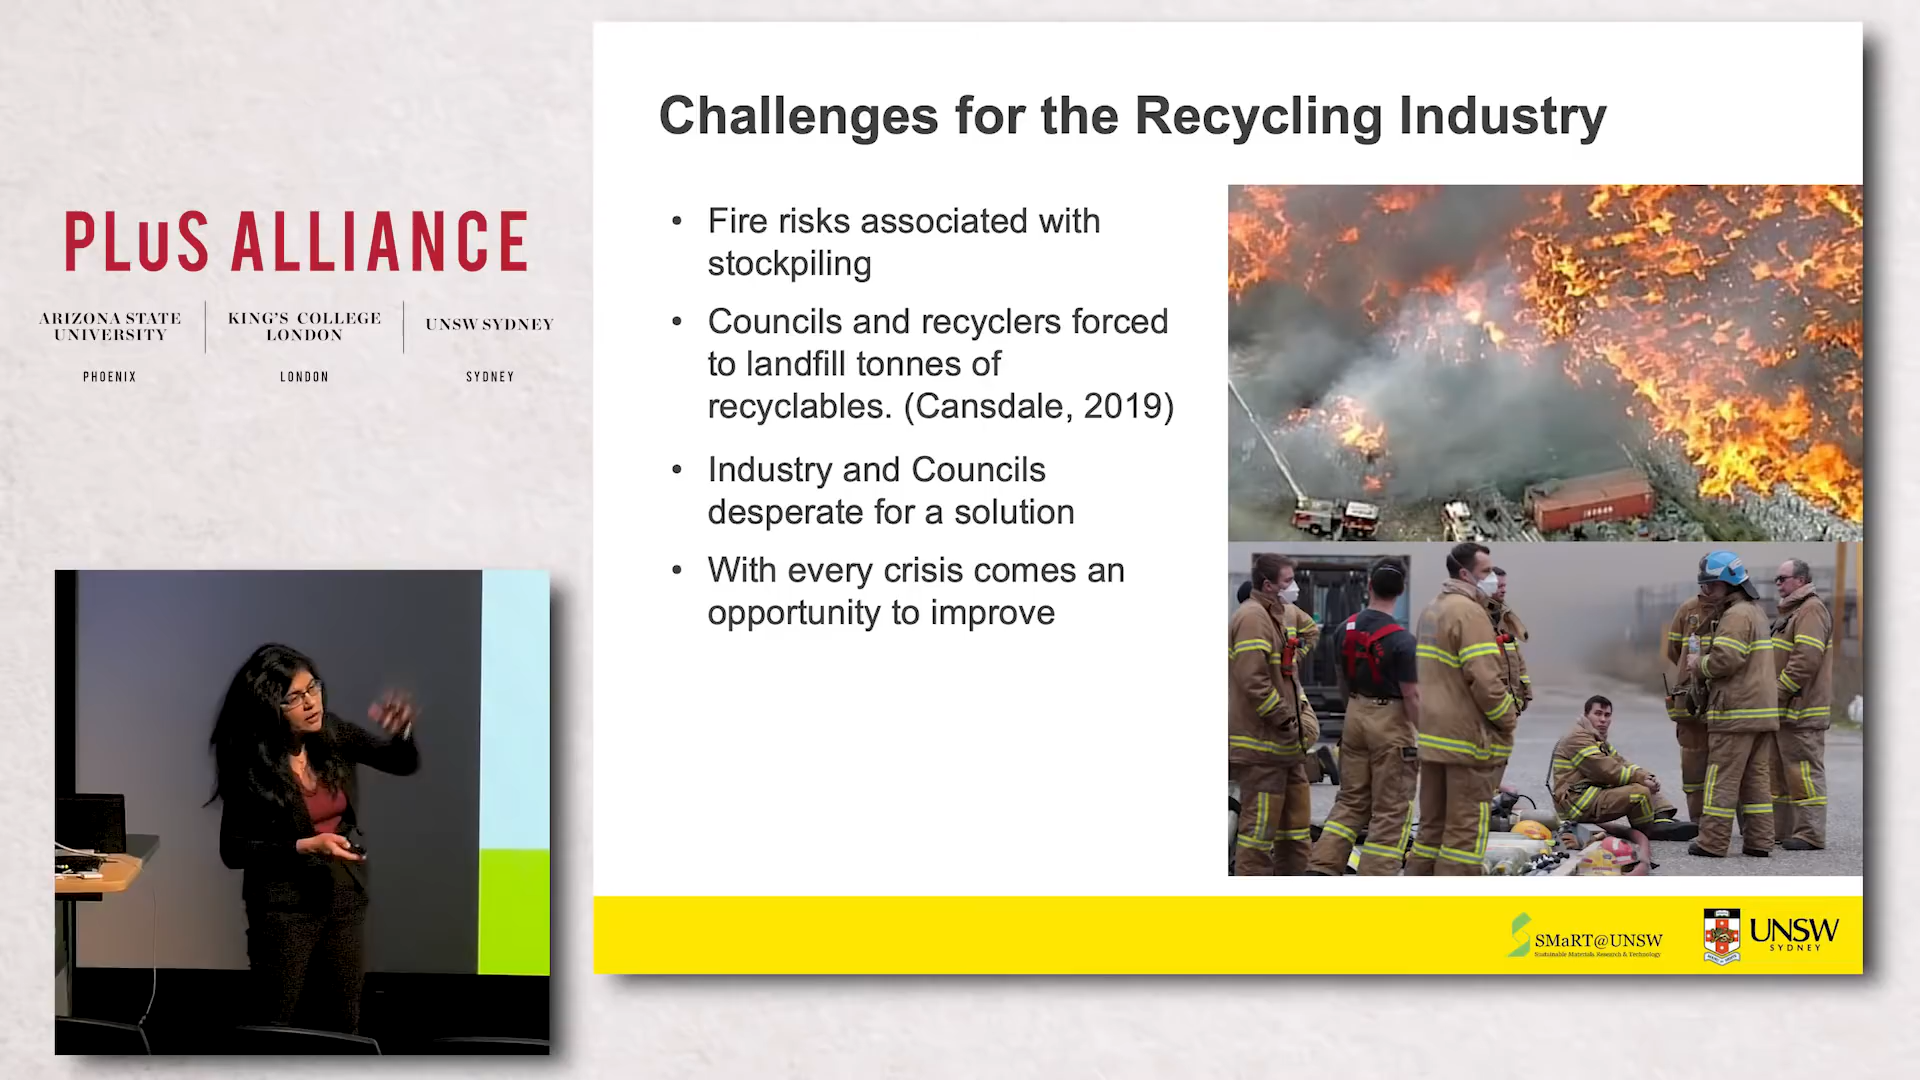 PLuS ALLIANCE
ARIZONA STATE
UNIVERSITY
PHOENIX
KING'S COLLEGE
LONDON
LONDON
UNSW SYDNEY
SYDNEY
Challenges for the Recycling Industry
• Fire risks associated with
stockpiling
• Councils and recyclers forced
to landfill tonnes of
recyclables. (Cansdale, 2019)
• Industry and Councils
desperate for a solution
• With every crisis comes an
opportunity to improve
SMaRT@UNSW
Sustainable Materials Research & Technology
UNSW
SYDNEY